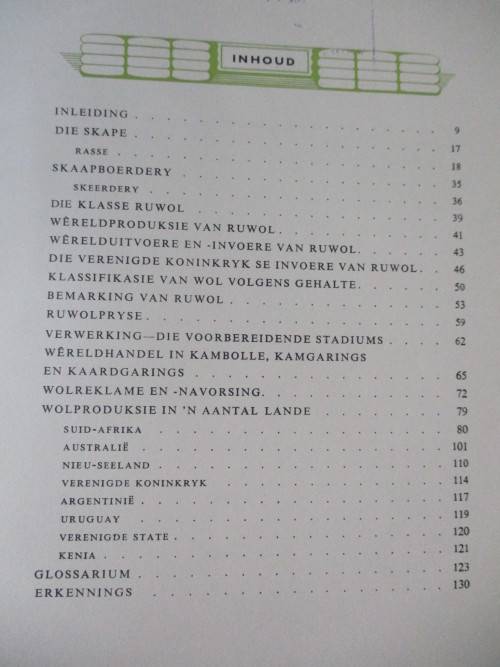 INHOUD
INLEIDING . . . . . . . . . . . . . . . 9
DIE SKAPE . . . . . . . . . . . . . . . 17
RASSE . . . . . . . . . . . . . . . 18
SKAAPBOERDERY . . . . . . . . . . . . . . . 35
SKEERDERY . . . . . . . . . . . . . . . 36
DIE KLASSE RUWOL . . . . . . . . . . . . . 39
WÊRELDPRODUKSIE VAN RUWOL . . . . . . . . . 41
WÊRELDUITVOERE EN -INVOERE VAN RUWOL . . . . . 43
DIE VERENIGDE KONINKRYK SE INVOERE VAN RUWOL . . 46
KLASSIFIKASIE VAN WOL VOLGENS GEHALTE . . . . . 50
BEMARKING VAN RUWOL . . . . . . . . . . . . 53
RUWOLPRYSE . . . . . . . . . . . . . . . 59
VERWERKING—DIE VOORBEREIDENDE STADIUMS . . . . 62
WÊRELDHANDEL IN KAMBOLLE, KAMGARINGS
EN KAARDGARINGS . . . . . . . . . . . . . 65
WOLREKLAME EN -NAVORSING . . . . . . . . . . 72
WOLPRODUKSIE IN 'N AANTAL LANDE . . . . . . . 79
SUID-AFRIKA . . . . . . . . . . . . . . . 80
AUSTRALIË . . . . . . . . . . . . . . . 101
NIEU-SEELAND . . . . . . . . . . . . . . . 110
VERENIGDE KONINKRYK . . . . . . . . . . . . 114
ARGENTINIË . . . . . . . . . . . . . . . 117
URUGUAY . . . . . . . . . . . . . . . 119
VERENIGDE STATE . . . . . . . . . . . . . . 120
KENIA . . . . . . . . . . . . . . . 121
GLOSSARIUM . . . . . . . . . . . . . . . 123
ERKENNINGS . . . . . . . . . . . . . . . 130